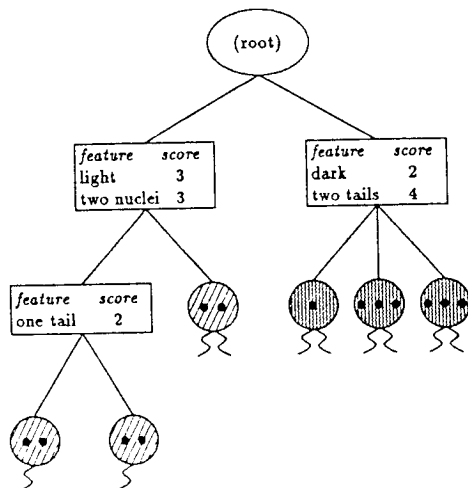 (root)
feature score
light 3
two nuclei 3
feature score
dark 2
two tails 4
feature score
one tail 2